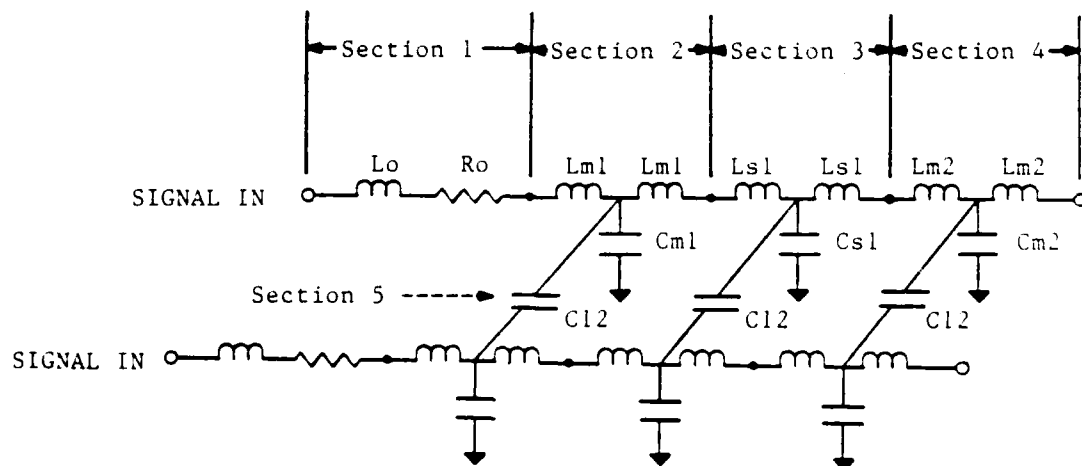 Section 1 Section 2 Section 3 Section 4
Lo Ro Lm1 Lm1 Ls1 Ls1 Lm2 Lm2
SIGNAL IN
Cm1 Cs1 Cm2
Section 5
C12 C12 C12
SIGNAL IN